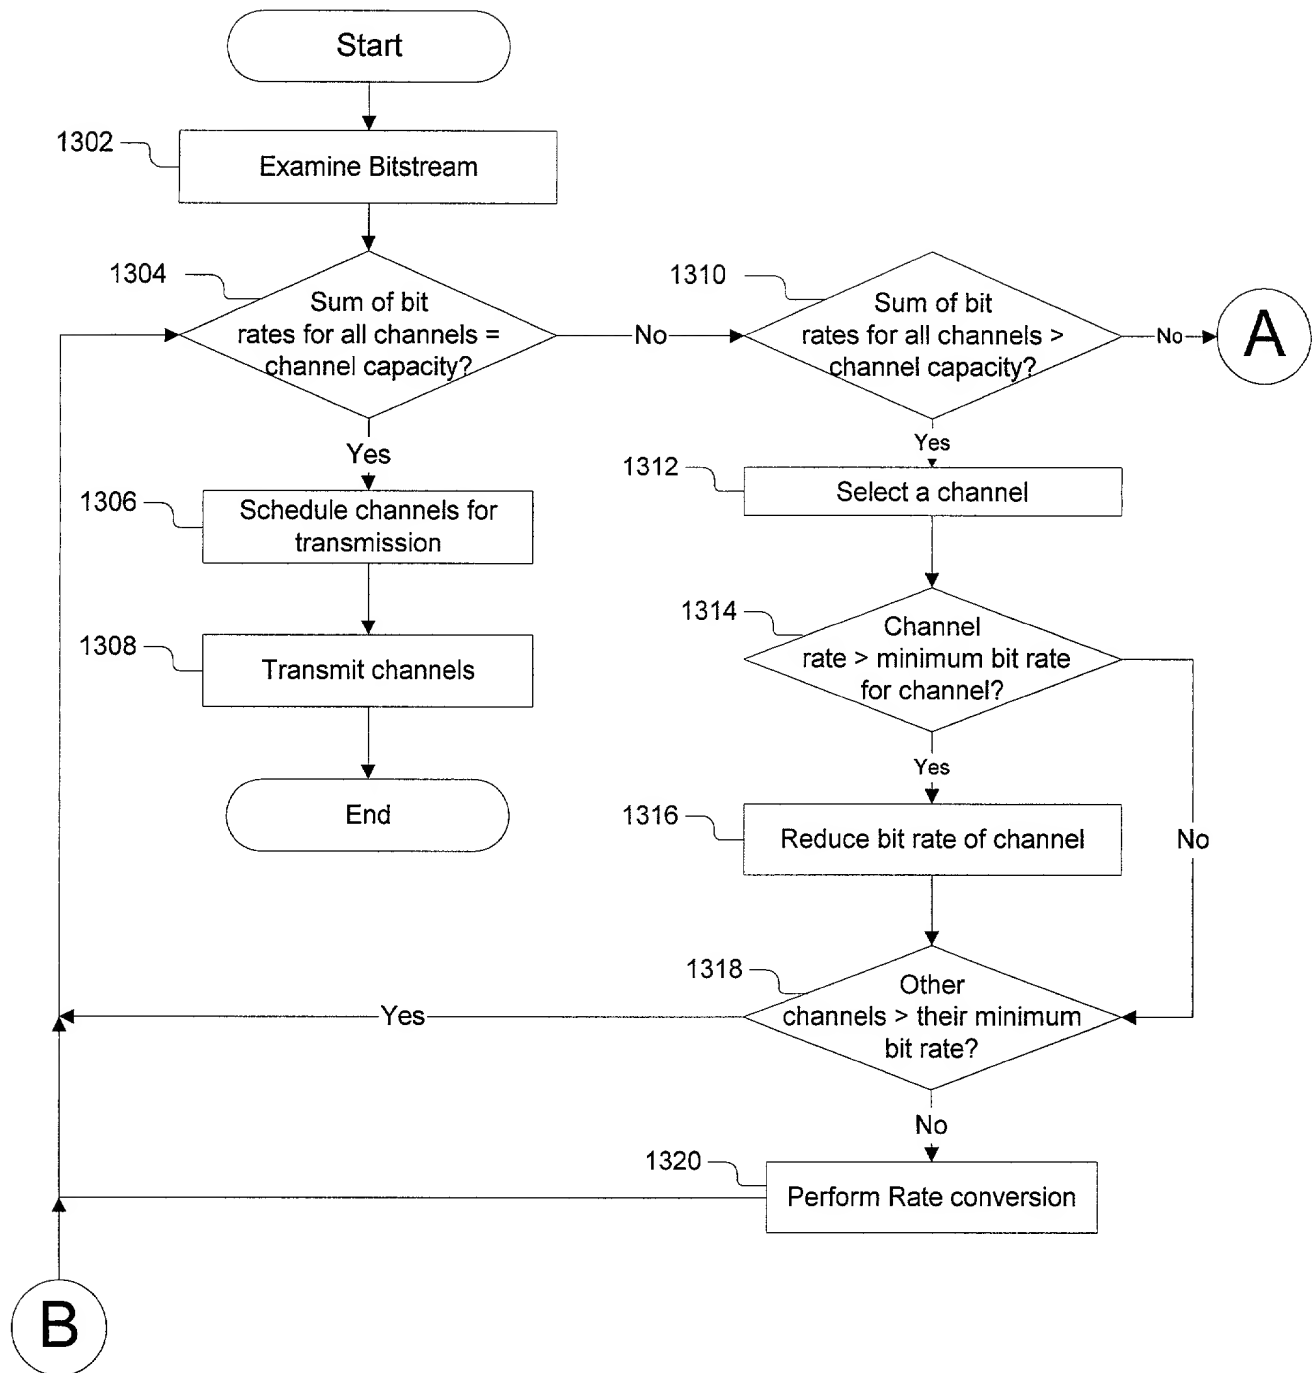 Start
1302
Examine Bitstream
1304
Sum of bit
rates for all channels =
channel capacity?
No
1310
Sum of bit
rates for all channels >
channel capacity?
No
A
Yes
Yes
1306
Schedule channels for
transmission
1312
Select a channel
1308
Transmit channels
1314
Channel
rate > minimum bit rate
for channel?
Yes
No
End
1316
Reduce bit rate of channel
1318
Other
channels > their minimum
bit rate?
Yes
No
1320
Perform Rate conversion
B